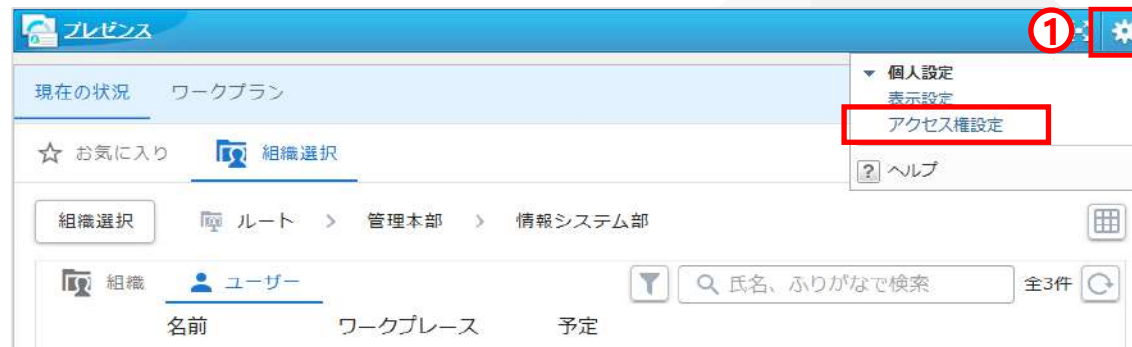 プレゼンス
①
現在の状況 ワークプラン
個人設定
表示設定
アクセス権設定
? ヘルプ
お気に入り 組織選択
組織選択 ルート > 管理本部 > 情報システム部
組織 ユーザー 氏名、ふりがなで検索 全3件
名前 ワークプレース 予定